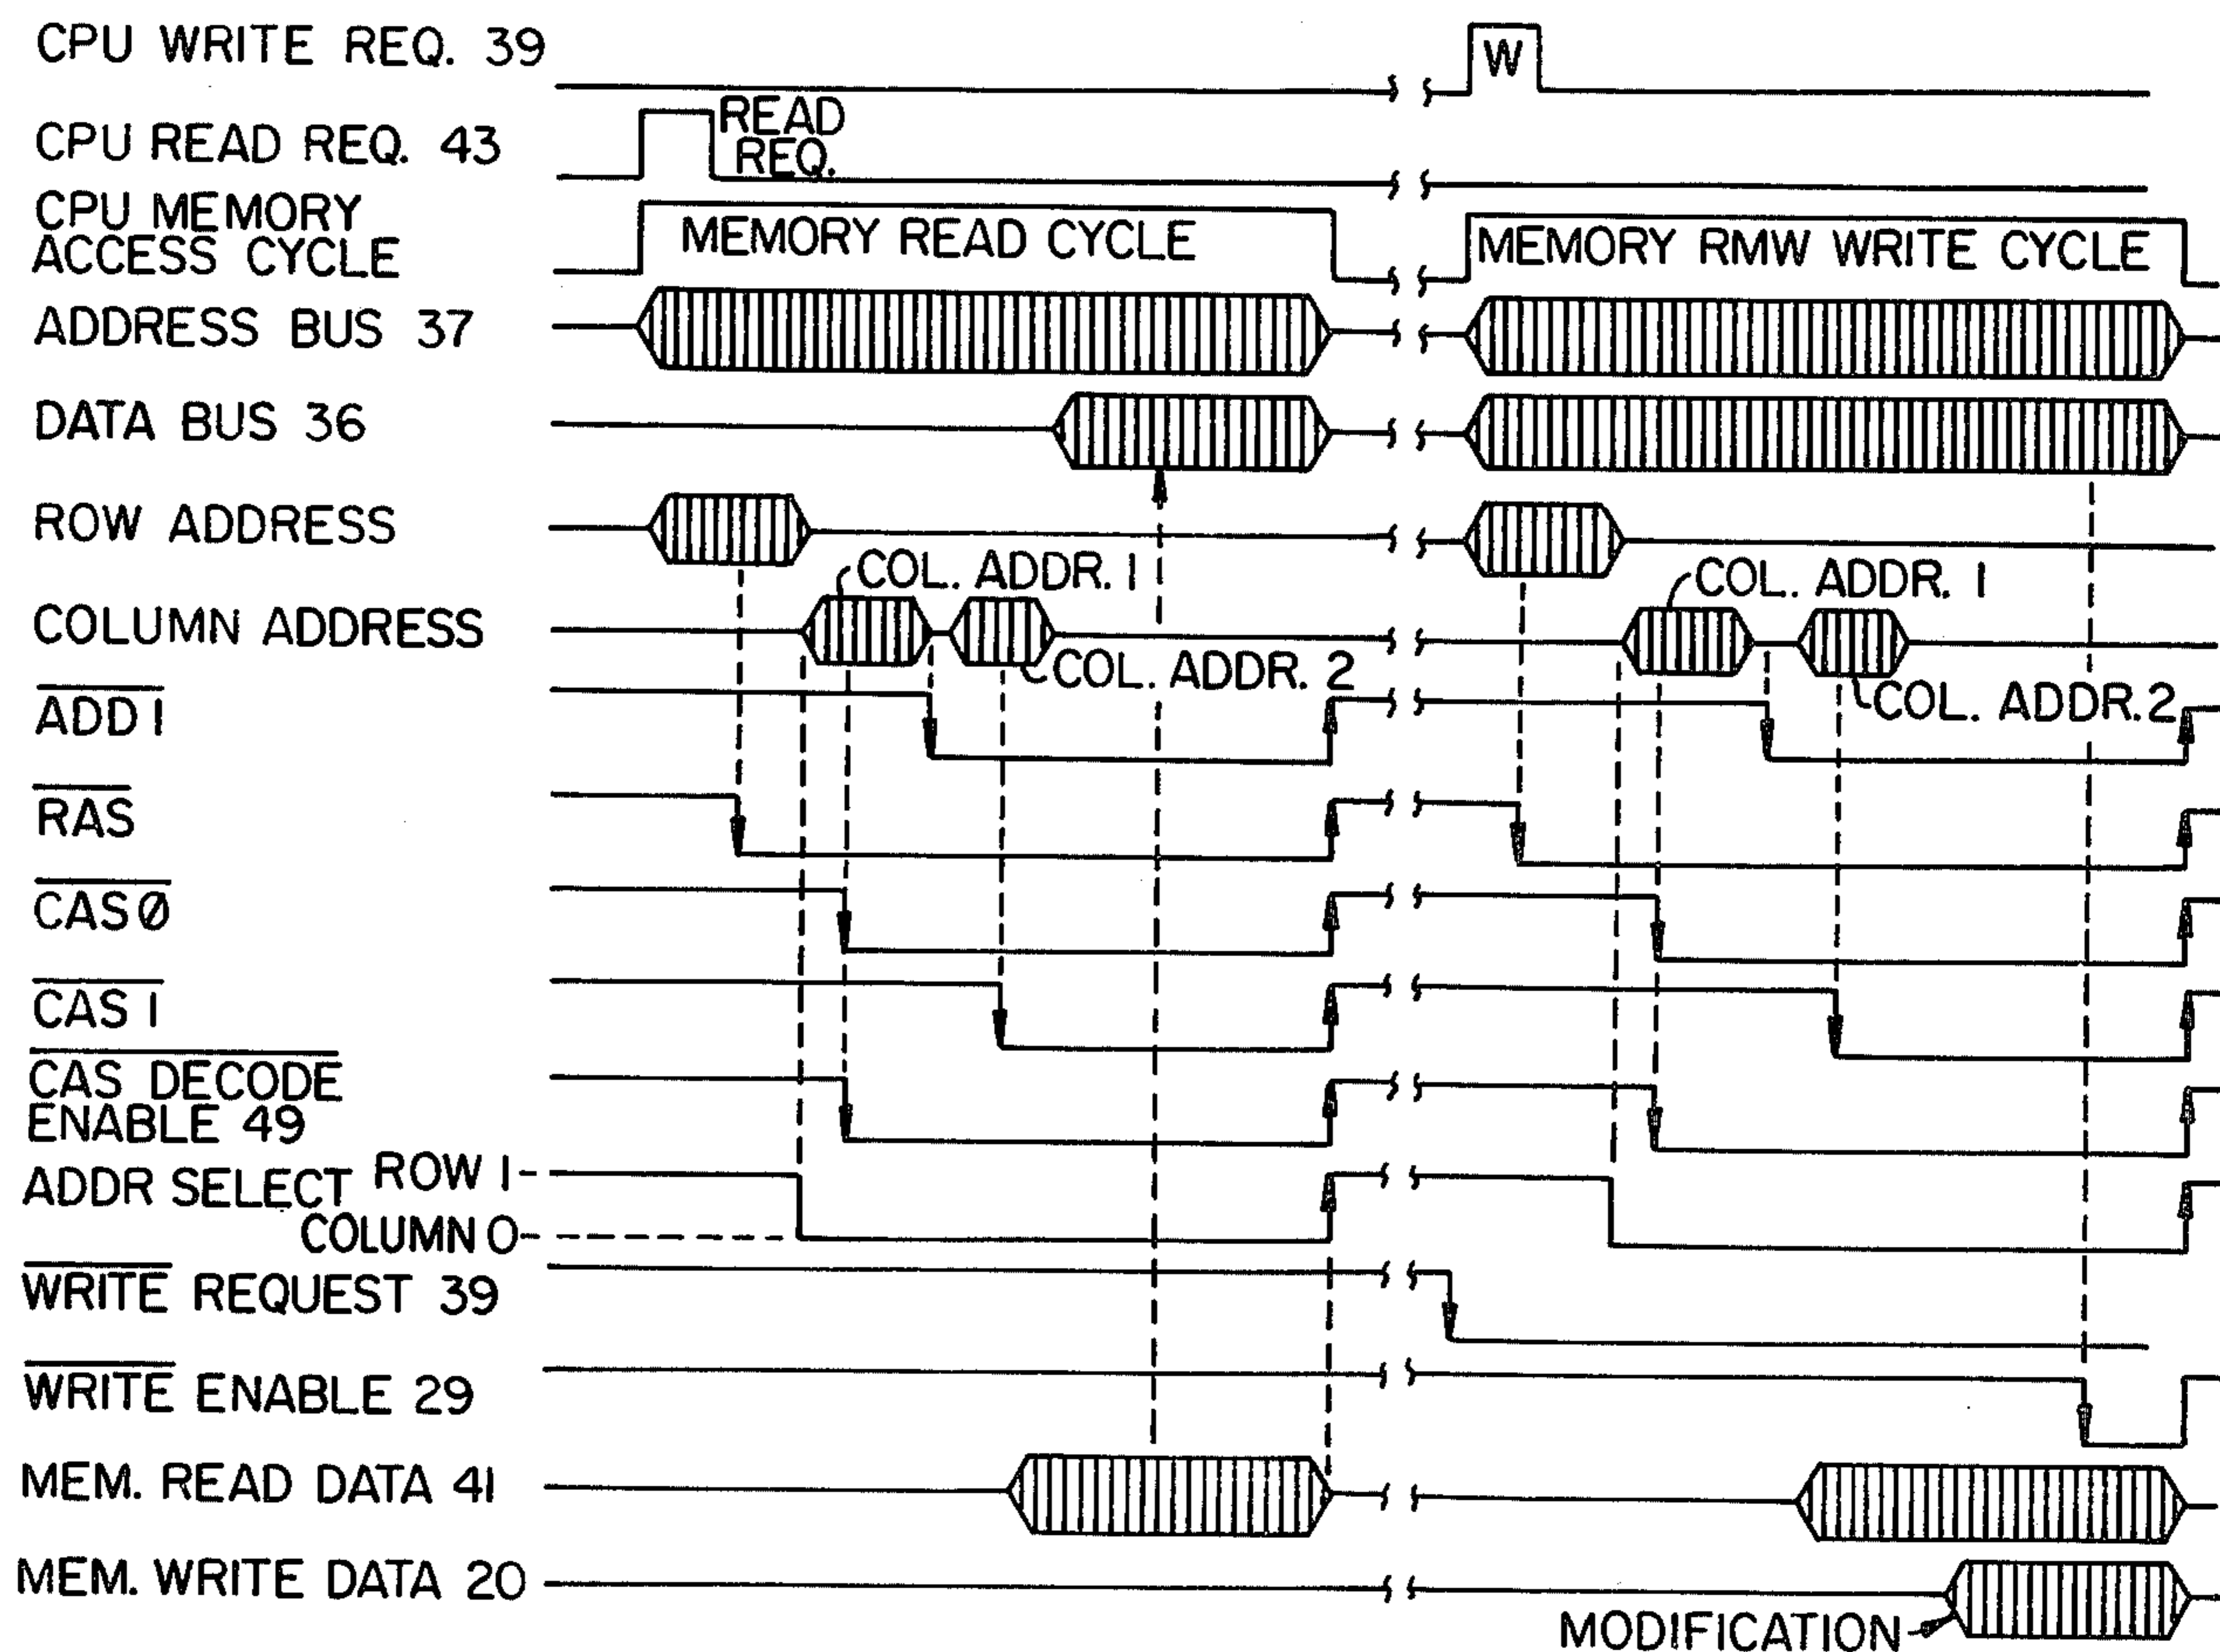 CPU WRITE REQ. 39
W
CPU READ REQ. 43
READ
REQ.
CPU MEMORY
ACCESS CYCLE
MEMORY READ CYCLE
MEMORY RMW WRITE CYCLE
ADDRESS BUS 37
DATA BUS 36
ROW ADDRESS
COL. ADDR. 1
COL. ADDR. 1
COLUMN ADDRESS
COL. ADDR. 2
COL. ADDR. 2
ADD 1
RAS
CASØ
CAS 1
CAS DECODE
ENABLE 49
ADDR SELECT ROW 1
COLUMN 0
WRITE REQUEST 39
WRITE ENABLE 29
MEM. READ DATA 41
MEM. WRITE DATA 20
MODIFICATION